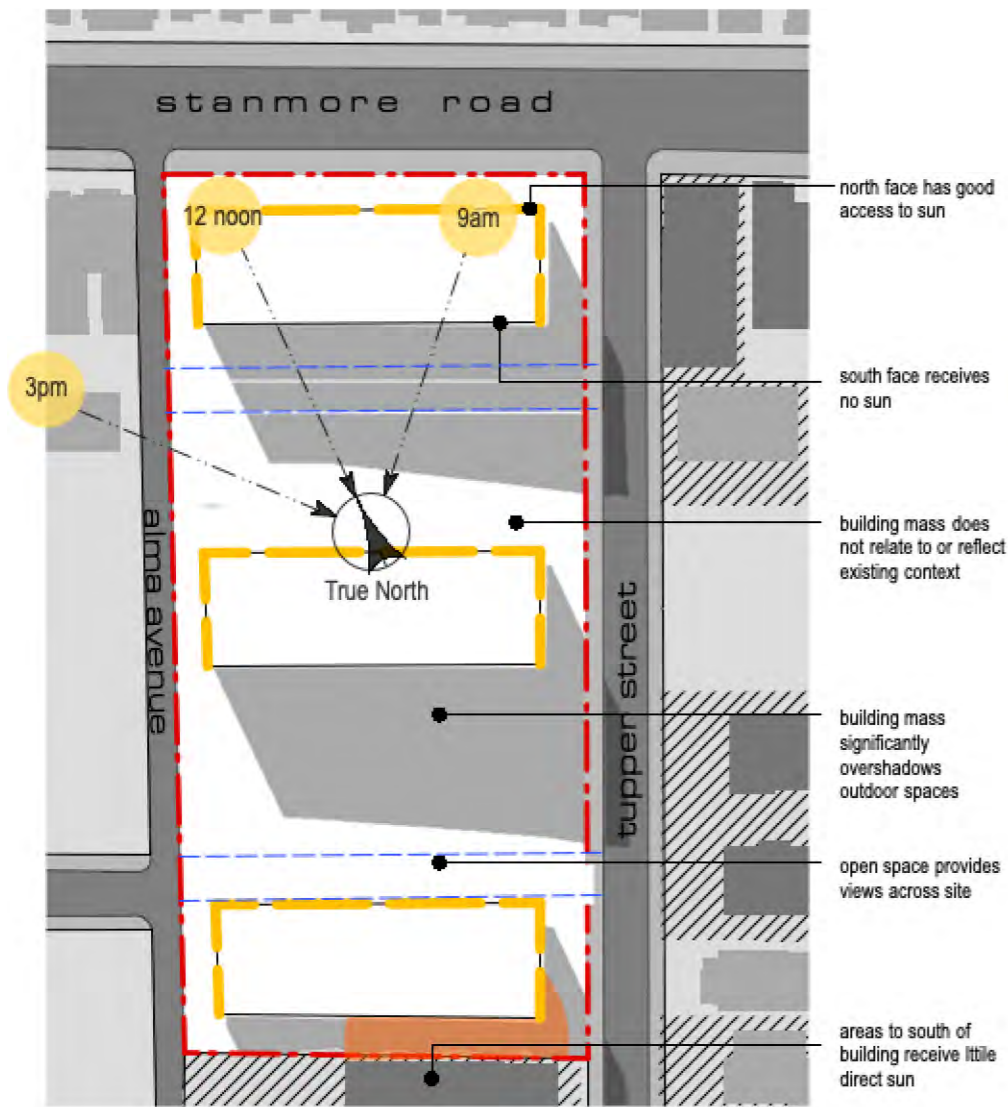 stanmore road
12 noon
9am
north face has good
access to sun
3pm
south face receives
no sun
alma avenue
True North
building mass does
not relate to or reflect
existing context
tupper street
building mass
significantly
overshadows
outdoor spaces
open space provides
views across site
areas to south of
building receive lttile
direct sun